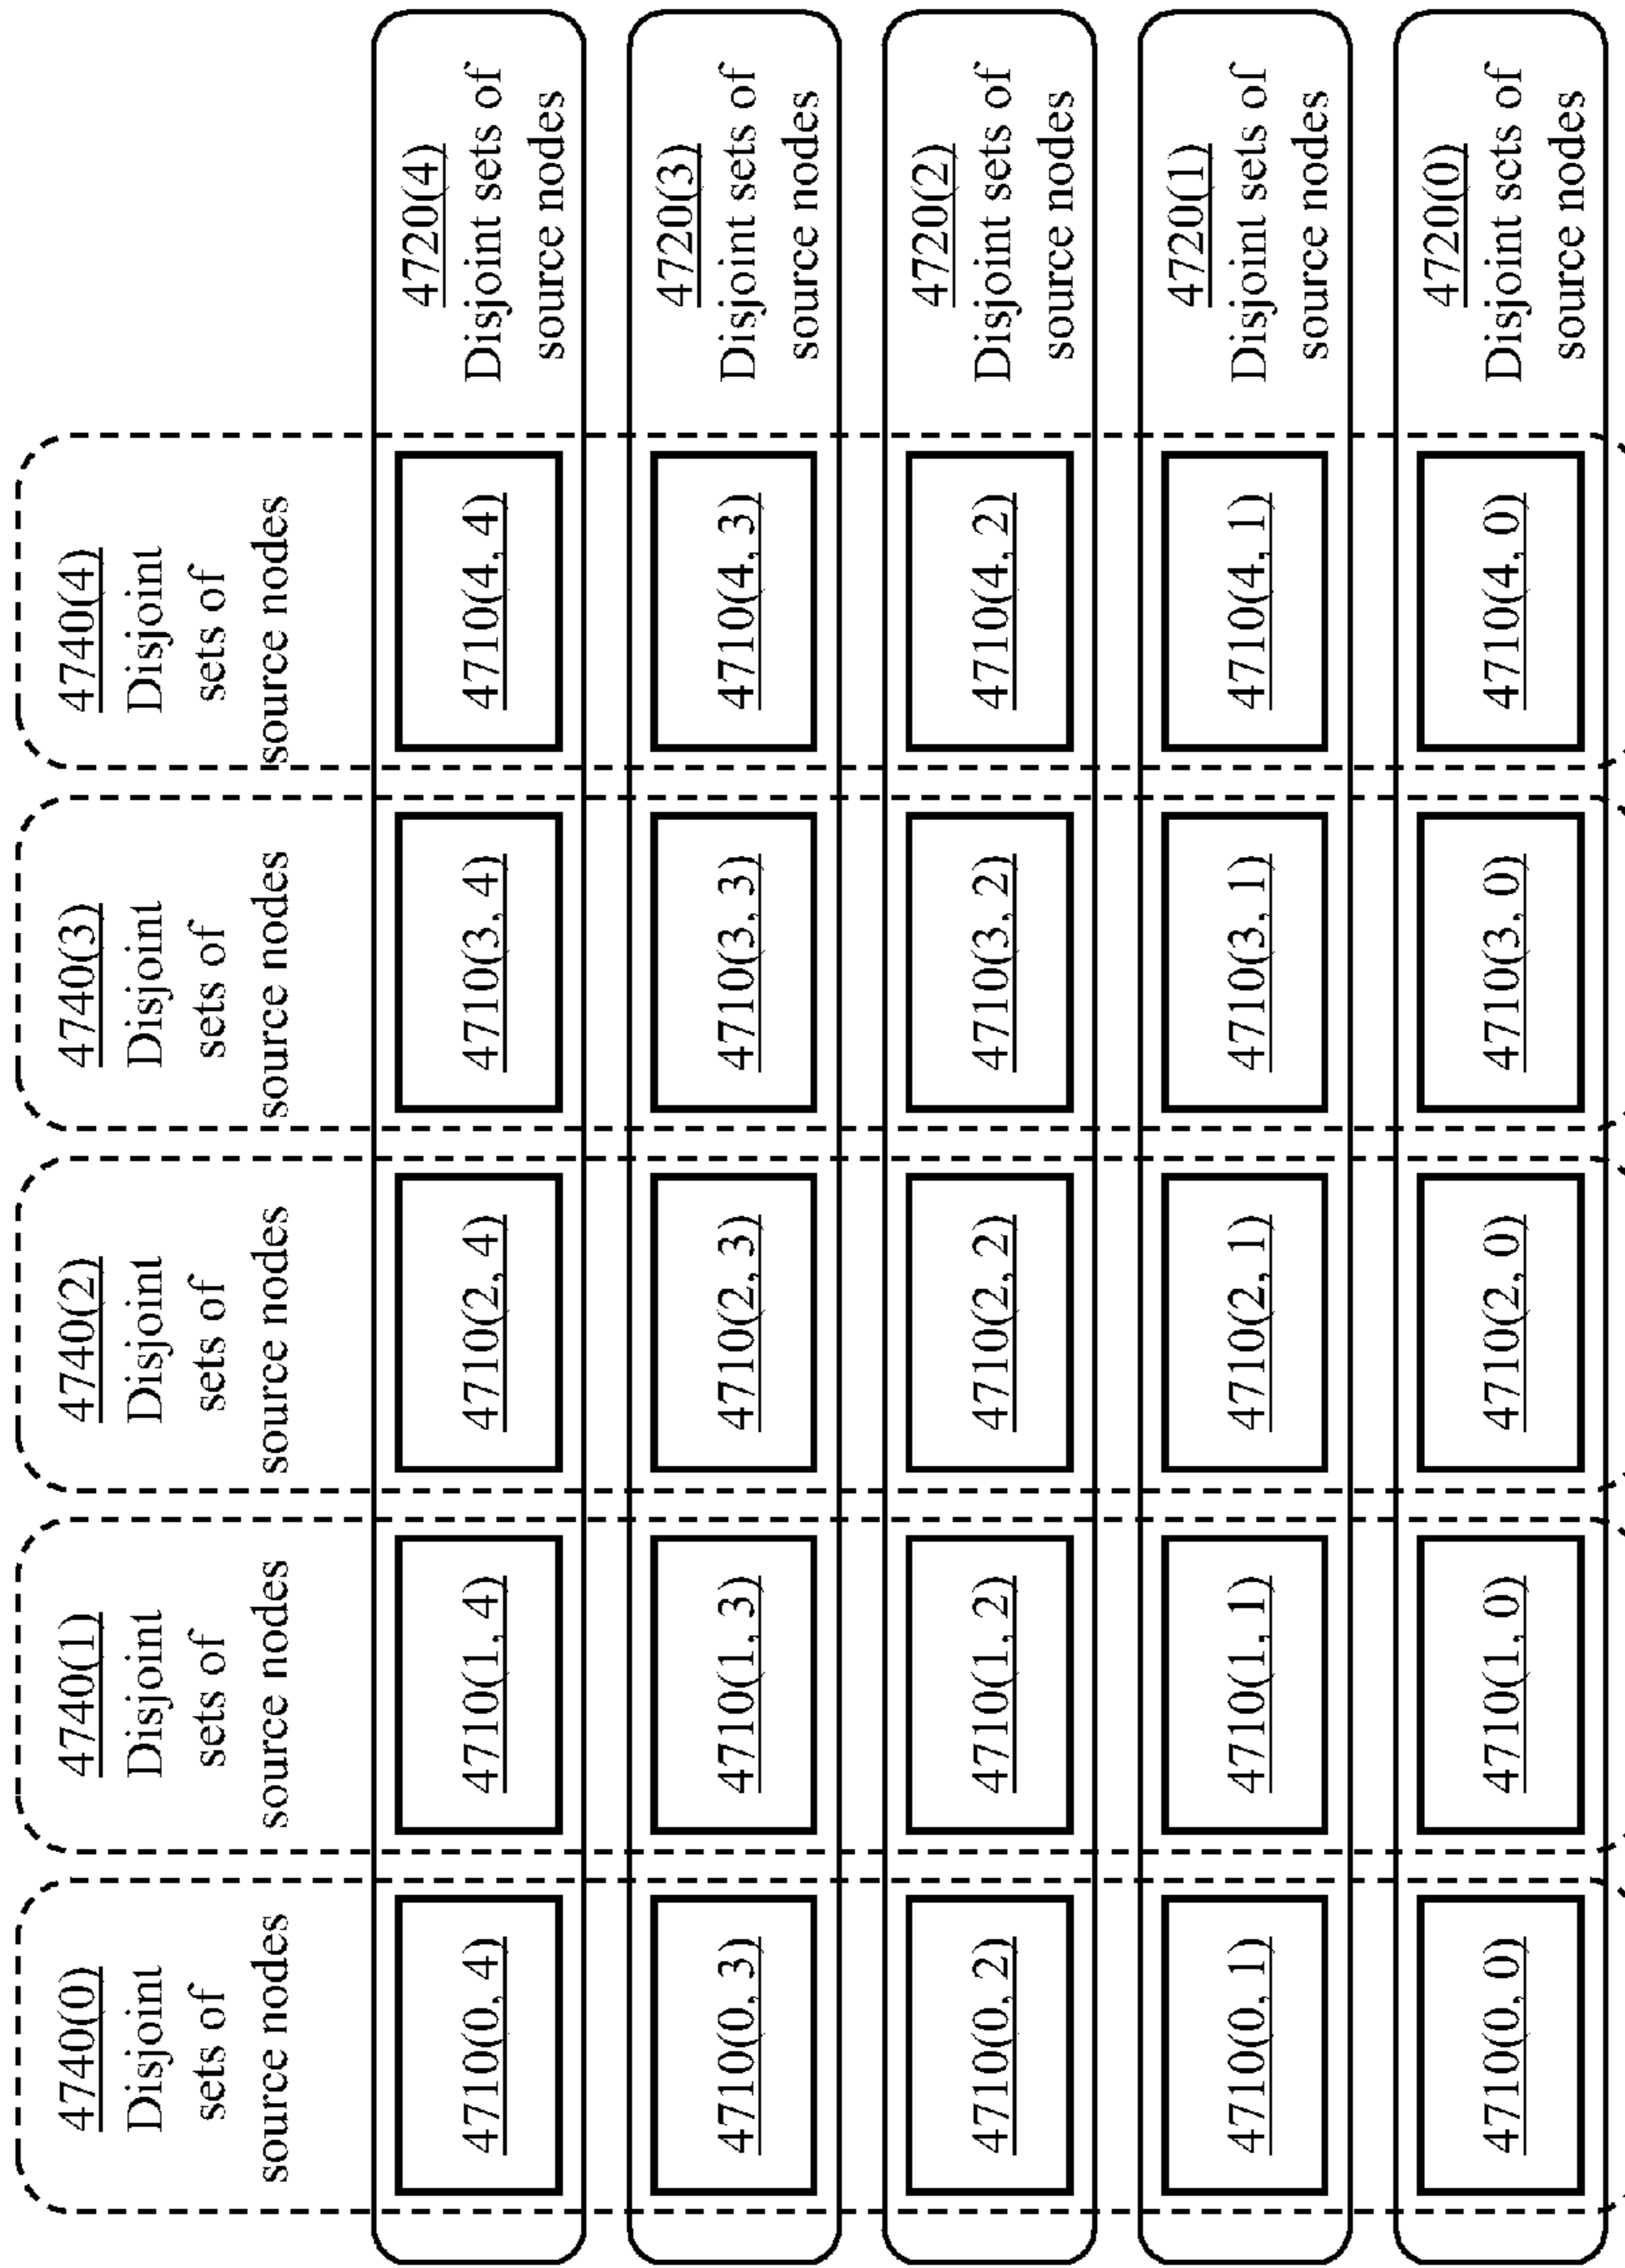 4740(0)
Disjoint
sets of
source nodes
4740(1)
Disjoint
sets of
source nodes
4740(2)
Disjoint
sets of
source nodes
4740(3)
Disjoint
sets of
source nodes
4740(4)
Disjoint
sets of
source nodes
4710(0, 4)
4710(1, 4)
4710(2, 4)
4710(3, 4)
4710(4, 4)
4720(4)
Disjoint sets of
source nodes
4710(0, 3)
4710(1, 3)
4710(2, 3)
4710(3, 3)
4710(4, 3)
4720(3)
Disjoint sets of
source nodes
4710(0, 2)
4710(1, 2)
4710(2, 2)
4710(3, 2)
4710(4, 2)
4720(2)
Disjoint sets of
source nodes
4710(0, 1)
4710(1, 1)
4710(2, 1)
4710(3, 1)
4710(4, 1)
4720(1)
Disjoint sets of
source nodes
4710(0, 0)
4710(1, 0)
4710(2, 0)
4710(3, 0)
4710(4, 0)
4720(0)
Disjoint sets of
source nodes